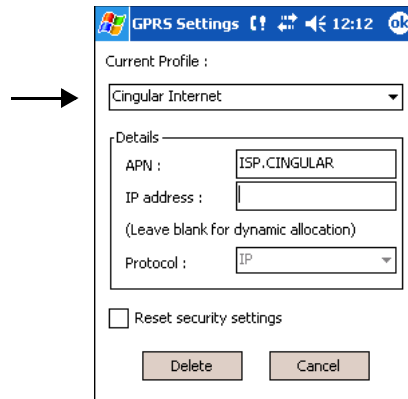 GPRS Settings 12:12 ok
Current Profile :
Cingular Internet
Details
APN : ISP.CINGULAR
IP address :
(Leave blank for dynamic allocation)
Protocol : IP
Reset security settings
Delete Cancel